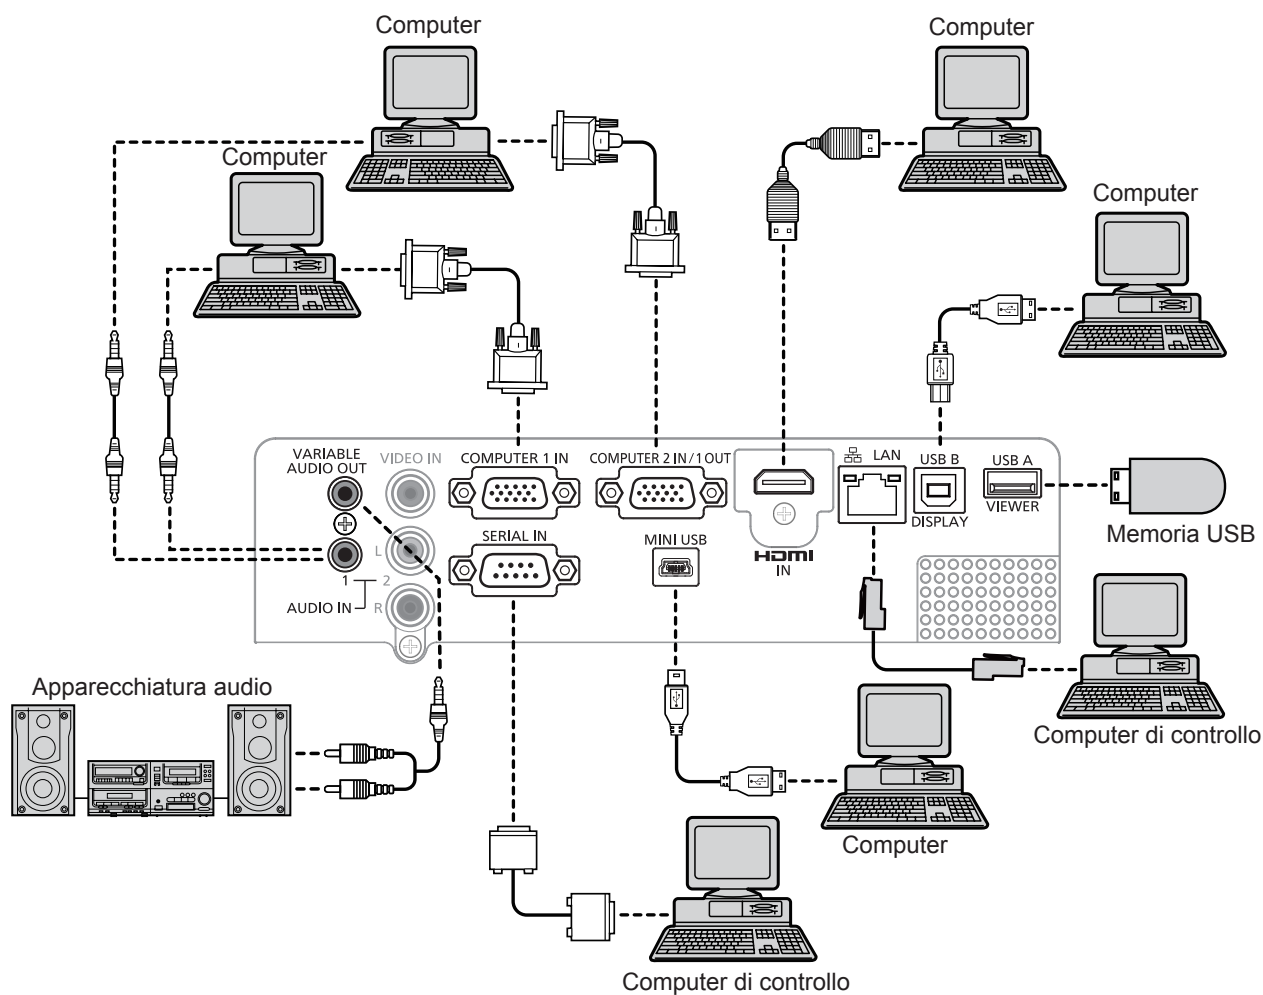 Computer
Computer
Computer
Computer
VARIABLE
AUDIO OUT
VIDEO IN
COMPUTER 1 IN
COMPUTER 2 IN / 1 OUT
LAN
USB B
USB A
DISPLAY
VIEWER
Memoria USB
SERIAL IN
MINI USB
HDMI
IN
L
1
2
AUDIO IN
R
Apparecchiatura audio
Computer di controllo
Computer
Computer di controllo